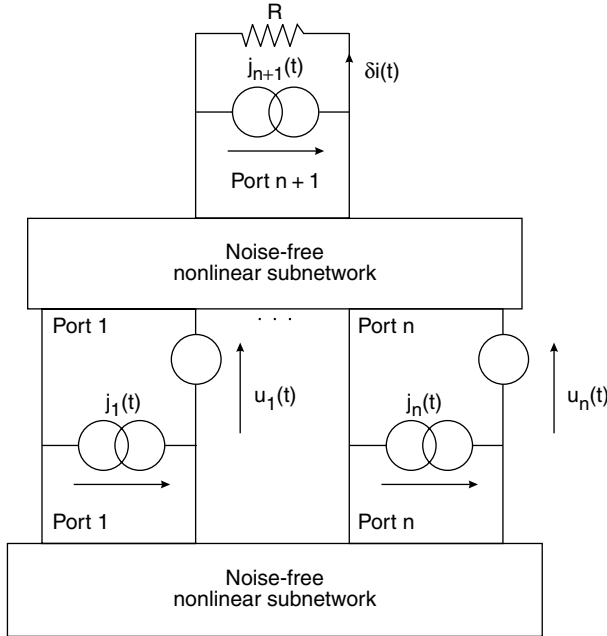 R
j_{n+1}(t)
δi(t)
Port n + 1
Noise-free
nonlinear subnetwork
. . .
Port 1
Port n
u_1(t)
u_n(t)
j_1(t)
j_n(t)
Port 1
Port n
Noise-free
nonlinear subnetwork